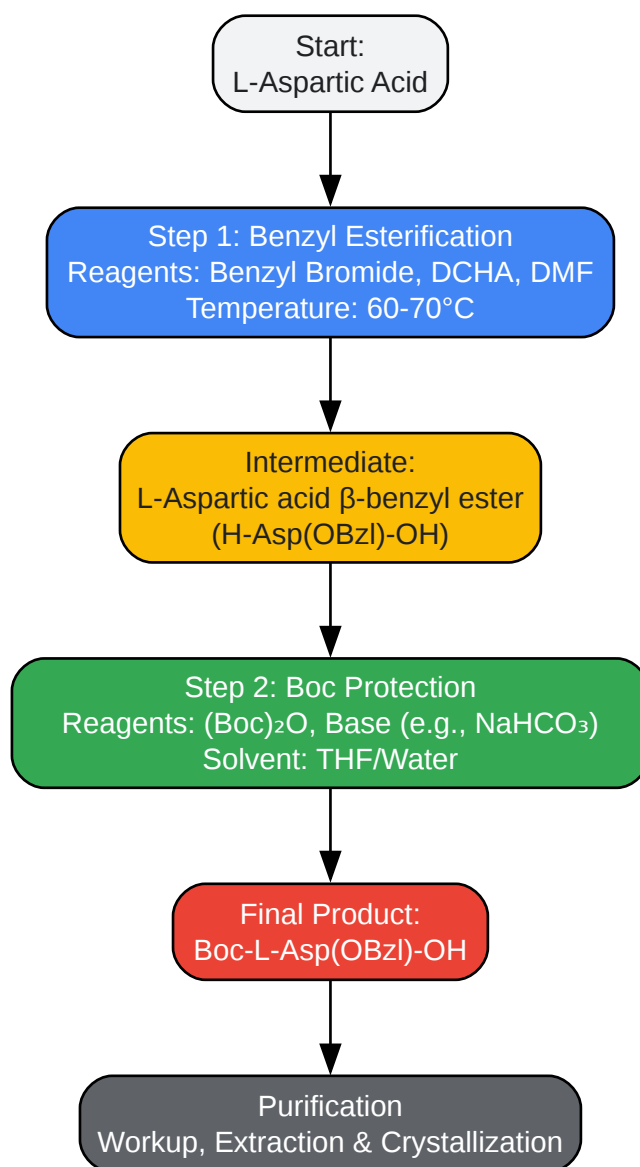 Start:
L-Aspartic Acid
Step 1: Benzyl Esterification
Reagents: Benzyl Bromide, DCHA, DMF
Temperature: 60-70°C
Intermediate:
L-Aspartic acid β-benzyl ester
(H-Asp(OBzl)-OH)
Step 2: Boc Protection
Reagents: (Boc)₂O, Base (e.g., NaHCO₃)
Solvent: THF/Water
Final Product:
Boc-L-Asp(OBzl)-OH
Purification
Workup, Extraction & Crystallization